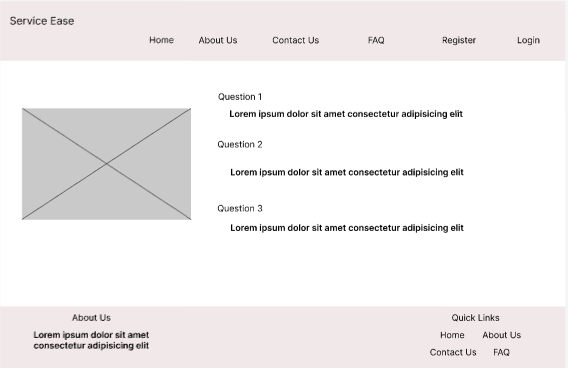 Service Ease
Home About Us Contact Us FAQ Register Login
Question 1
Lorem ipsum dolor sit amet consectetur adipisicing elit
Question 2
Lorem ipsum dolor sit amet consectetur adipisicing elit
Question 3
Lorem ipsum dolor sit amet consectetur adipisicing elit
About Us
Lorem ipsum dolor sit amet
consectetur adipisicing elit
Quick Links
Home About Us
Contact Us FAQ